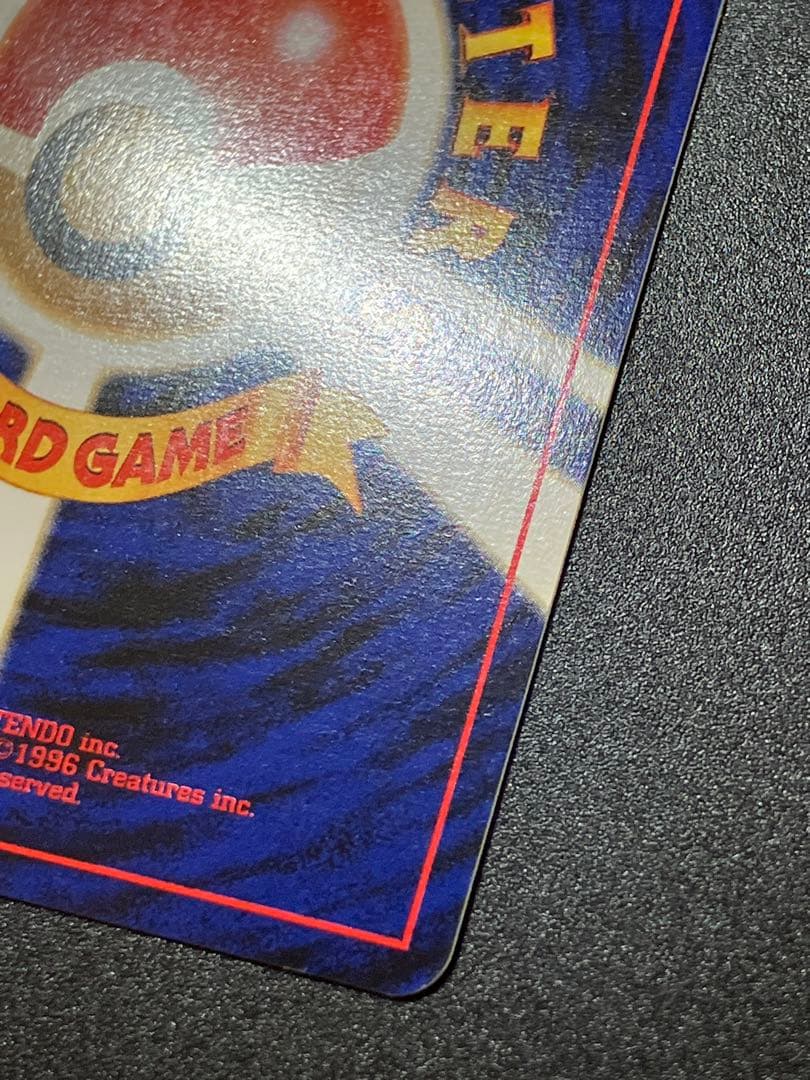 TER
RD GAME
TENDO inc.
©1996 Creatures inc.
served.